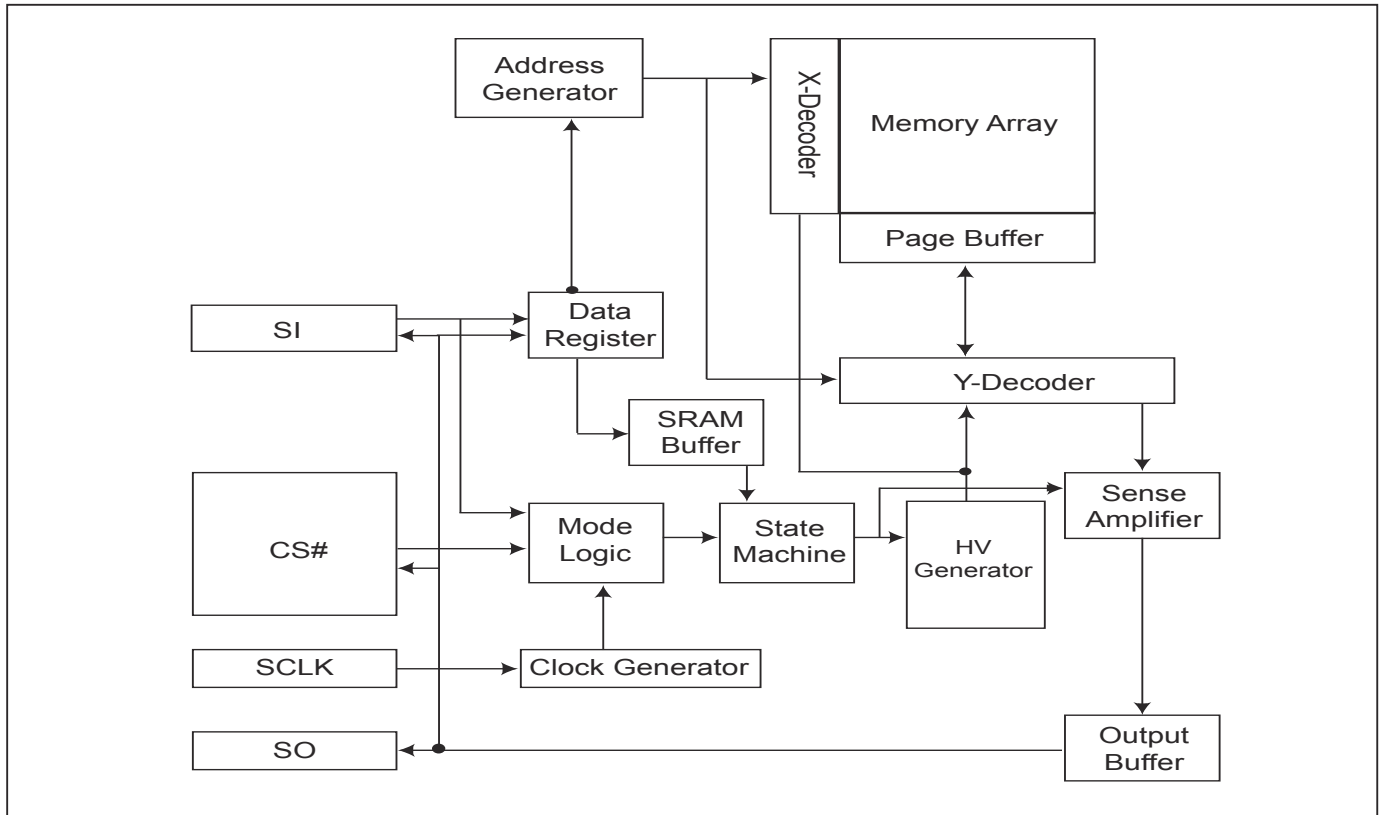 Address
Generator
X-Decoder
Memory Array
Page Buffer
SI
Data
Register
Y-Decoder
SRAM
Buffer
CS#
Mode
Logic
State
Machine
HV
Generator
Sense
Amplifier
SCLK
Clock Generator
SO
Output
Buffer